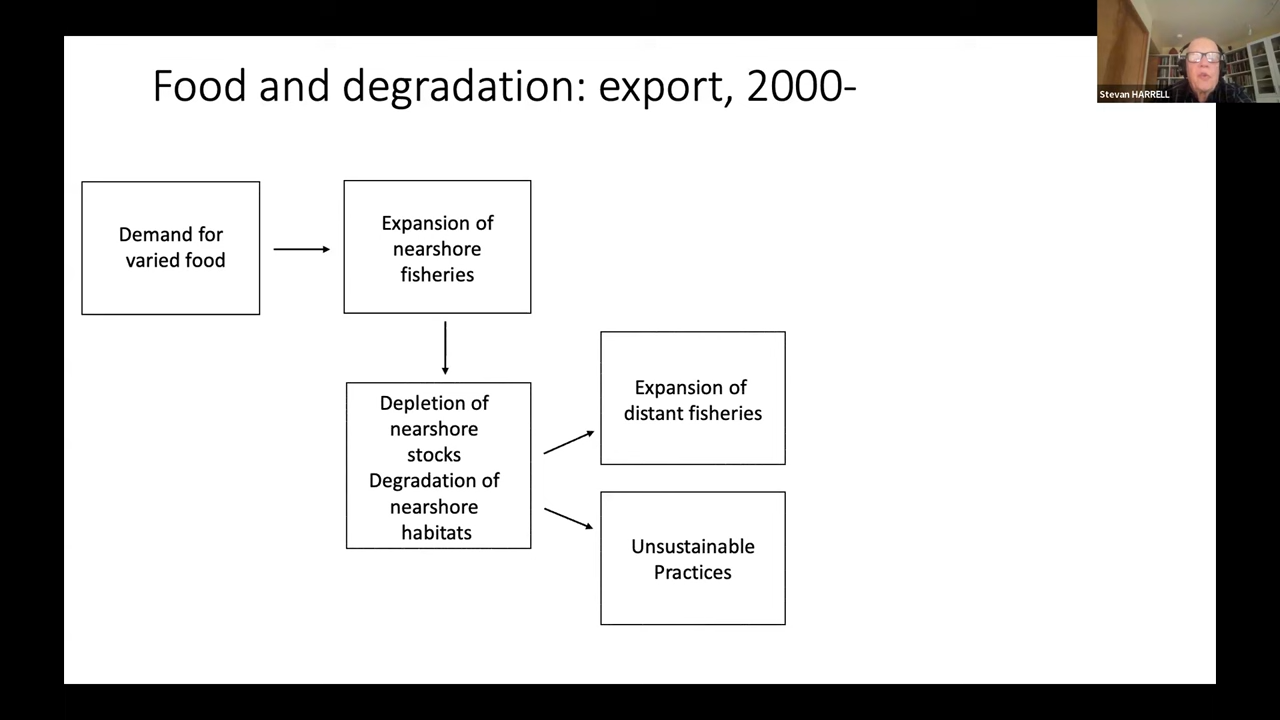 Food and degradation: export, 2000-
Stevan HARRELL
Demand for
varied food
Expansion of
nearshore
fisheries
Depletion of
nearshore
stocks
Degradation of
nearshore
habitats
Expansion of
distant fisheries
Unsustainable
Practices